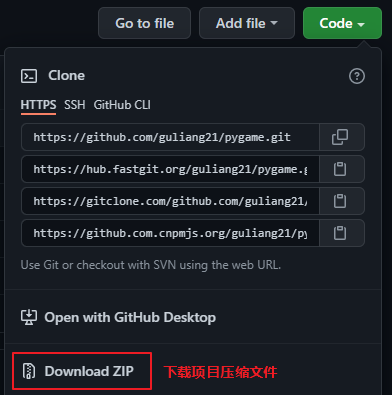 Go to file
Add file
Code
Clone
HTTPS SSH GitHub CLI
https://github.com/guliang21/pygame.git
https://hub.fastgit.org/guliang21/pygame.g
https://gitclone.com/github.com/guliang21/
https://github.com.cnpmjs.org/guliang21/py
Use Git or checkout with SVN using the web URL.
Open with GitHub Desktop
Download ZIP 下载项目压缩文件